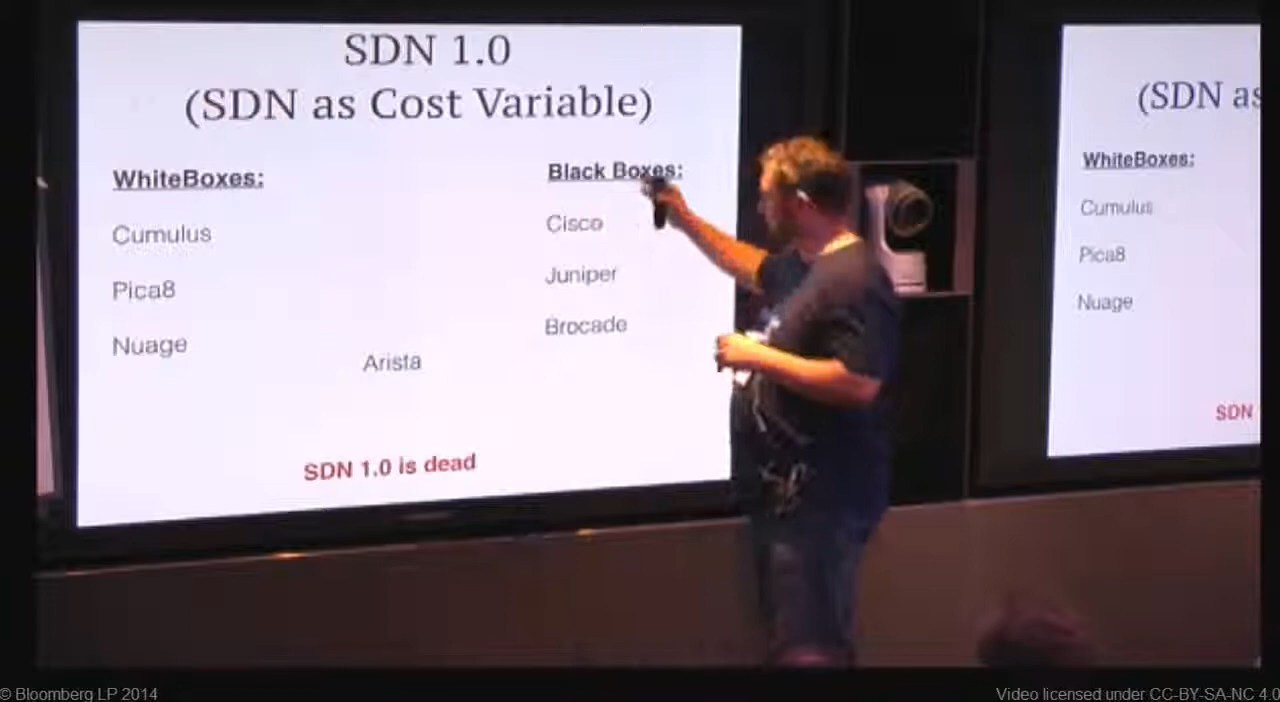 SDN 1.0
(SDN as Cost Variable)
WhiteBoxes:
Cumulus
Pica8
Nuage
Arista
Black Boxes:
Cisco
Juniper
Brocade
SDN 1.0 is dead
(SDN as
WhiteBoxes:
Cumulus
Pica8
Nuage
SDN
© Bloomberg LP 2014
Video licensed under CC-BY-SA-NC 4.0